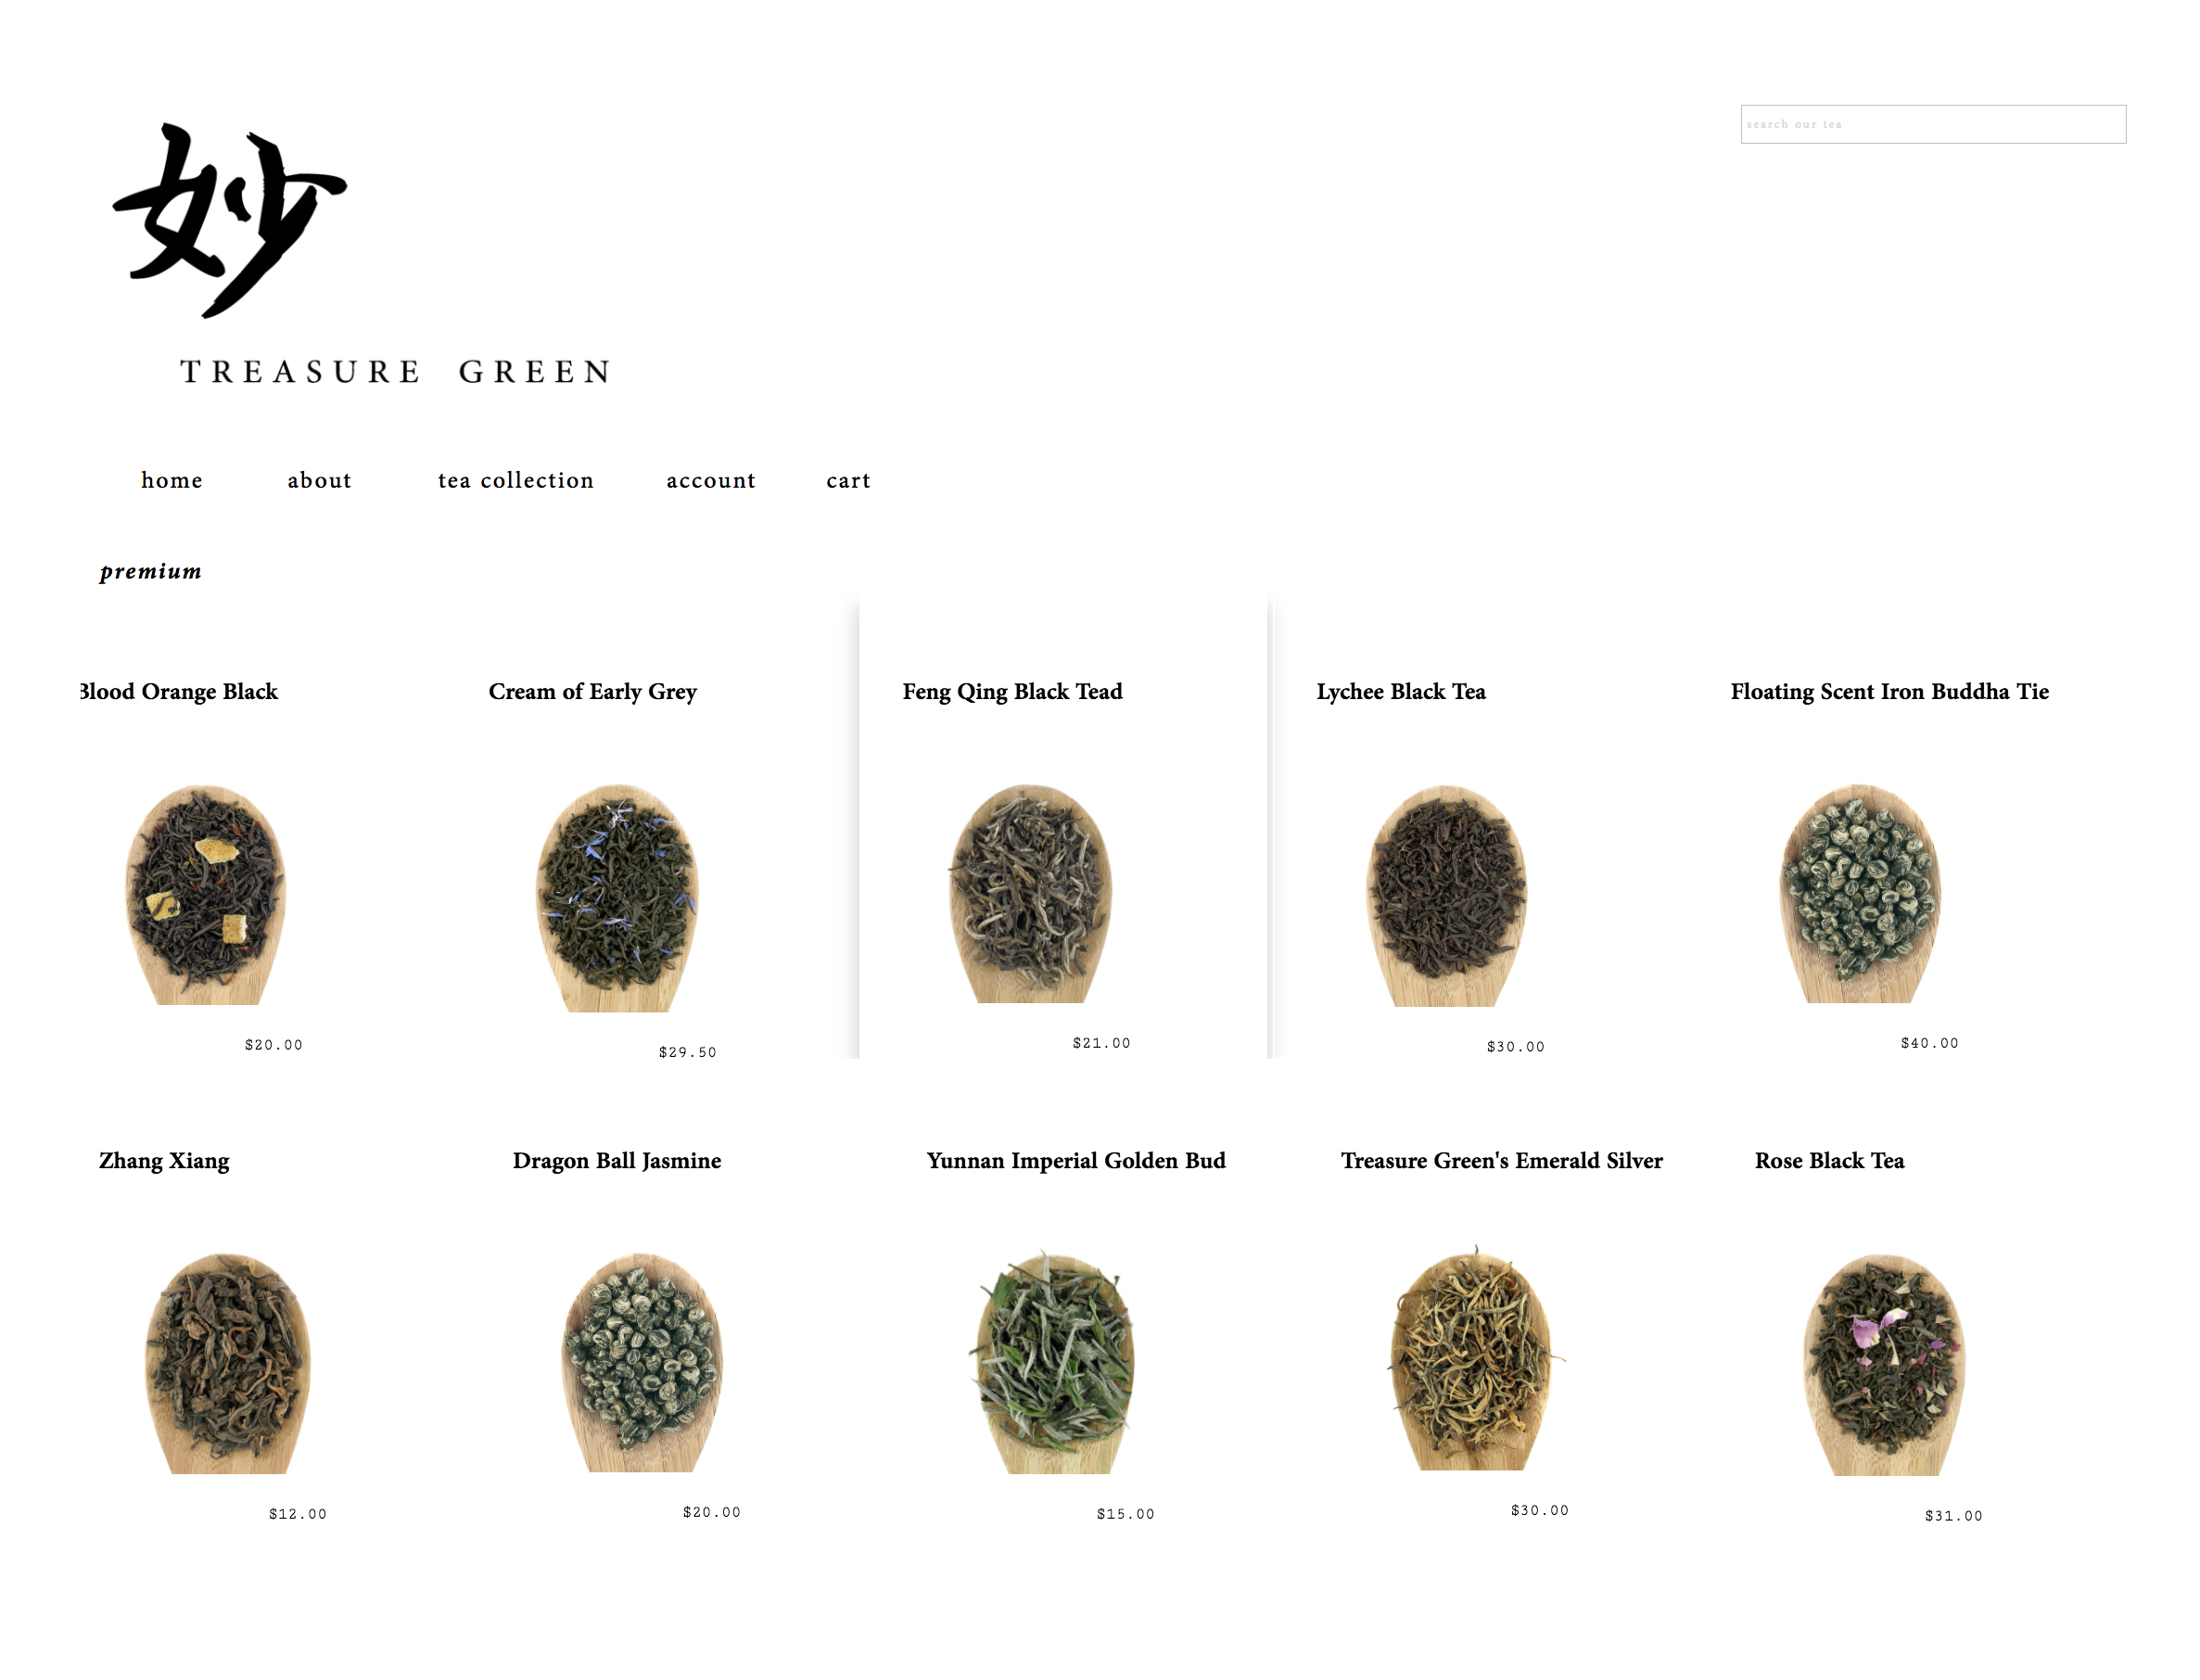 妙
search our tea
TREASURE GREEN
home about tea collection account cart
premium
Blood Orange Black
Cream of Early Grey
Feng Qing Black Tead
Lychee Black Tea
Floating Scent Iron Buddha Tie
$20.00
$29.50
$21.00
$30.00
$40.00
Zhang Xiang
Dragon Ball Jasmine
Yunnan Imperial Golden Bud
Treasure Green's Emerald Silver
Rose Black Tea
$12.00
$20.00
$15.00
$30.00
$31.00